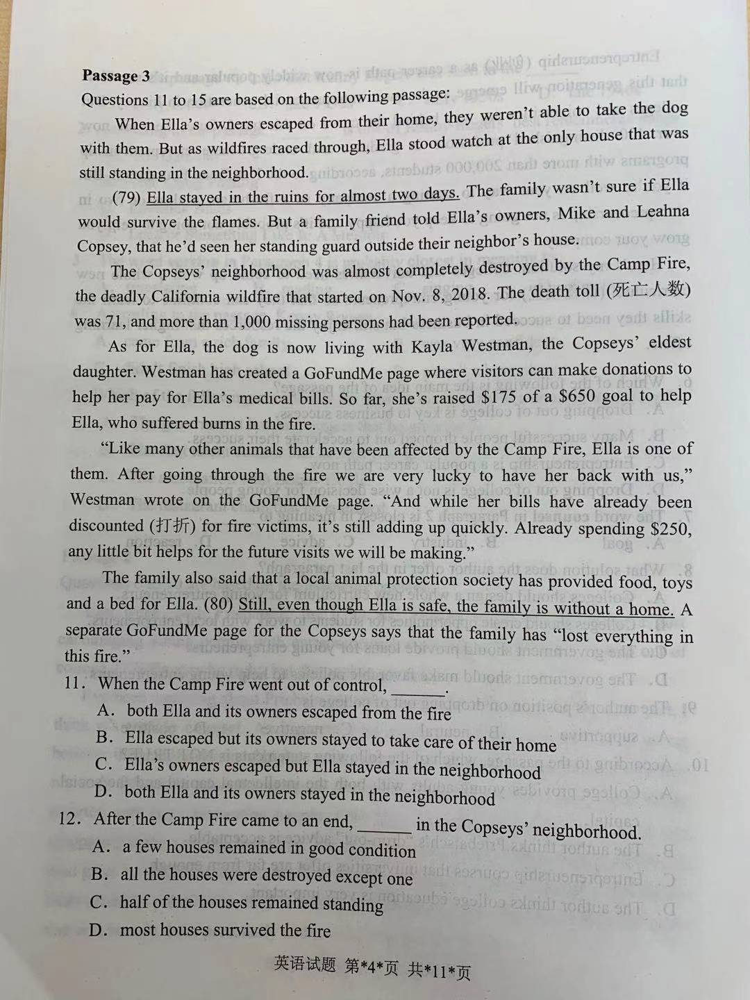 Passage 3
Questions 11 to 15 are based on the following passage:
When Ella's owners escaped from their home, they weren't able to take the dog
with them. But as wildfires raced through, Ella stood watch at the only house that was
still standing in the neighborhood.
(79) Ella stayed in the ruins for almost two days. The family wasn't sure if Ella
would survive the flames. But a family friend told Ella's owners, Mike and Leahna
Copsey, that he'd seen her standing guard outside their neighbor's house.
The Copseys' neighborhood was almost completely destroyed by the Camp Fire,
the deadly California wildfire that started on Nov. 8, 2018. The death toll (死亡人数)
was 71, and more than 1,000 missing persons had been reported.
As for Ella, the dog is now living with Kayla Westman, the Copseys' eldest
daughter. Westman has created a GoFundMe page where visitors can make donations to
help her pay for Ella's medical bills. So far, she's raised $175 of a $650 goal to help
Ella, who suffered burns in the fire.
"Like many other animals that have been affected by the Camp Fire, Ella is one of
them. After going through the fire we are very lucky to have her back with us,"
Westman wrote on the GoFundMe page. "And while her bills have already been
discounted (打折) for fire victims, it's still adding up quickly. Already spending $250,
any little bit helps for the future visits we will be making."
The family also said that a local animal protection society has provided food, toys
and a bed for Ella. (80) Still, even though Ella is safe, the family is without a home. A
separate GoFundMe page for the Copseys says that the family has "lost everything in
this fire."
11. When the Camp Fire went out of control, ______.
A. both Ella and its owners escaped from the fire
B. Ella escaped but its owners stayed to take care of their home
C. Ella's owners escaped but Ella stayed in the neighborhood
D. both Ella and its owners stayed in the neighborhood
12. After the Camp Fire came to an end, ______ in the Copseys' neighborhood.
A. a few houses remained in good condition
B. all the houses were destroyed except one
C. half of the houses remained standing
D. most houses survived the fire
英语试题 第*4*页 共*11*页